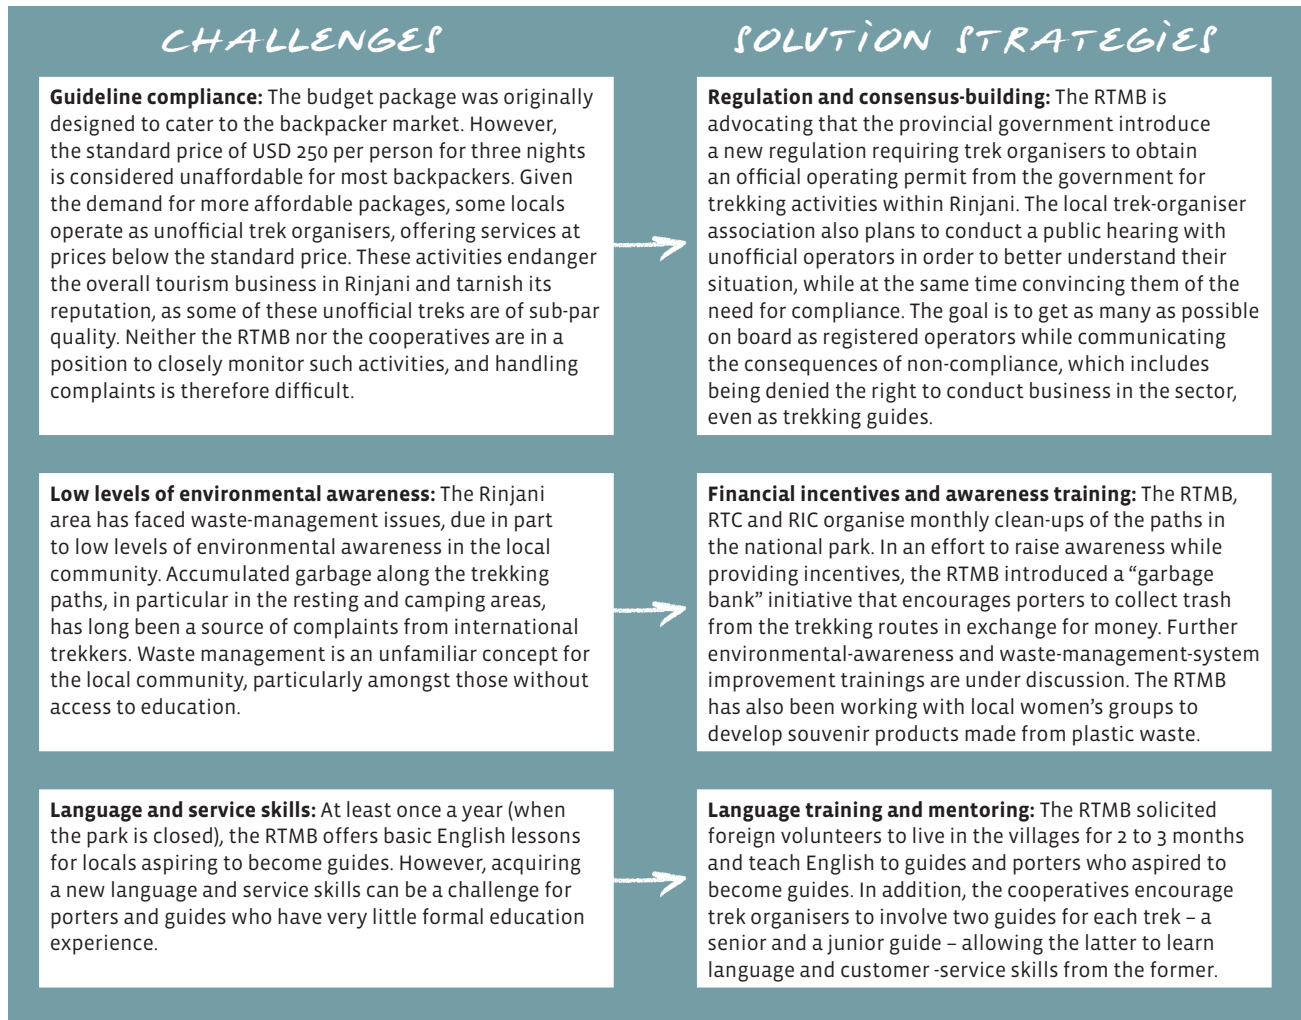 CHALLENGES
SOLUTION STRATEGIES
Guideline compliance: The budget package was originally
designed to cater to the backpacker market. However,
the standard price of USD 250 per person for three nights
is considered unaffordable for most backpackers. Given
the demand for more affordable packages, some locals
operate as unofficial trek organisers, offering services at
prices below the standard price. These activities endanger
the overall tourism business in Rinjani and tarnish its
reputation, as some of these unofficial treks are of sub-par
quality. Neither the RTMB nor the cooperatives are in a
position to closely monitor such activities, and handling
complaints is therefore difficult.
Regulation and consensus-building: The RTMB is
advocating that the provincial government introduce
a new regulation requiring trek organisers to obtain
an official operating permit from the government for
trekking activities within Rinjani. The local trek-organiser
association also plans to conduct a public hearing with
unofficial operators in order to better understand their
situation, while at the same time convincing them of the
need for compliance. The goal is to get as many as possible
on board as registered operators while communicating
the consequences of non-compliance, which includes
being denied the right to conduct business in the sector,
even as trekking guides.
Low levels of environmental awareness: The Rinjani
area has faced waste-management issues, due in part
to low levels of environmental awareness in the local
community. Accumulated garbage along the trekking
paths, in particular in the resting and camping areas,
has long been a source of complaints from international
trekkers. Waste management is an unfamiliar concept for
the local community, particularly amongst those without
access to education.
Financial incentives and awareness training: The RTMB,
RTC and RIC organise monthly clean-ups of the paths in
the national park. In an effort to raise awareness while
providing incentives, the RTMB introduced a “garbage
bank” initiative that encourages porters to collect trash
from the trekking routes in exchange for money. Further
environmental-awareness and waste-management-system
improvement trainings are under discussion. The RTMB
has also been working with local women’s groups to
develop souvenir products made from plastic waste.
Language and service skills: At least once a year (when
the park is closed), the RTMB offers basic English lessons
for locals aspiring to become guides. However, acquiring
a new language and service skills can be a challenge for
porters and guides who have very little formal education
experience.
Language training and mentoring: The RTMB solicited
foreign volunteers to live in the villages for 2 to 3 months
and teach English to guides and porters who aspired to
become guides. In addition, the cooperatives encourage
trek organisers to involve two guides for each trek – a
senior and a junior guide – allowing the latter to learn
language and customer -service skills from the former.